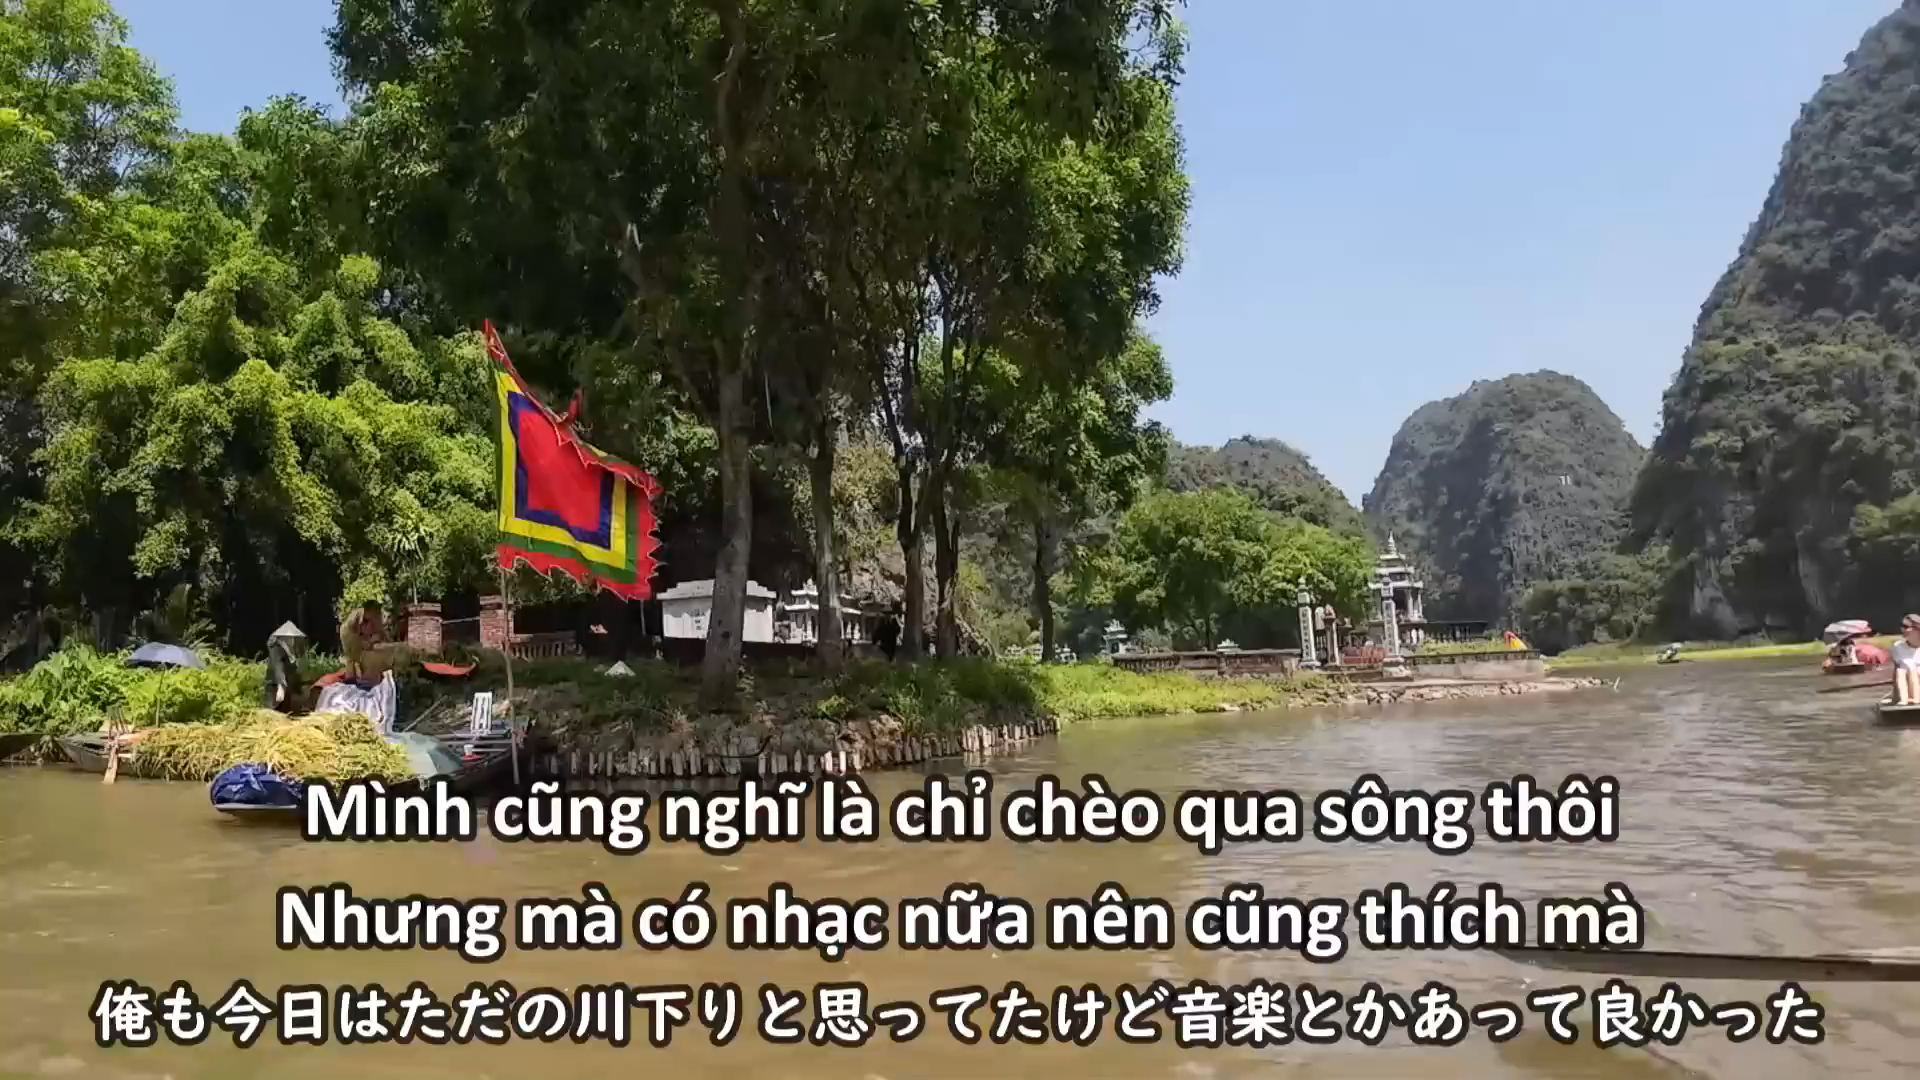 Mình cũng nghĩ là chỉ chèo qua sông thôi
Nhưng mà có nhạc nữa nên cũng thích mà
俺も今日はただの川下りと思ってたけど音楽とかあって良かった